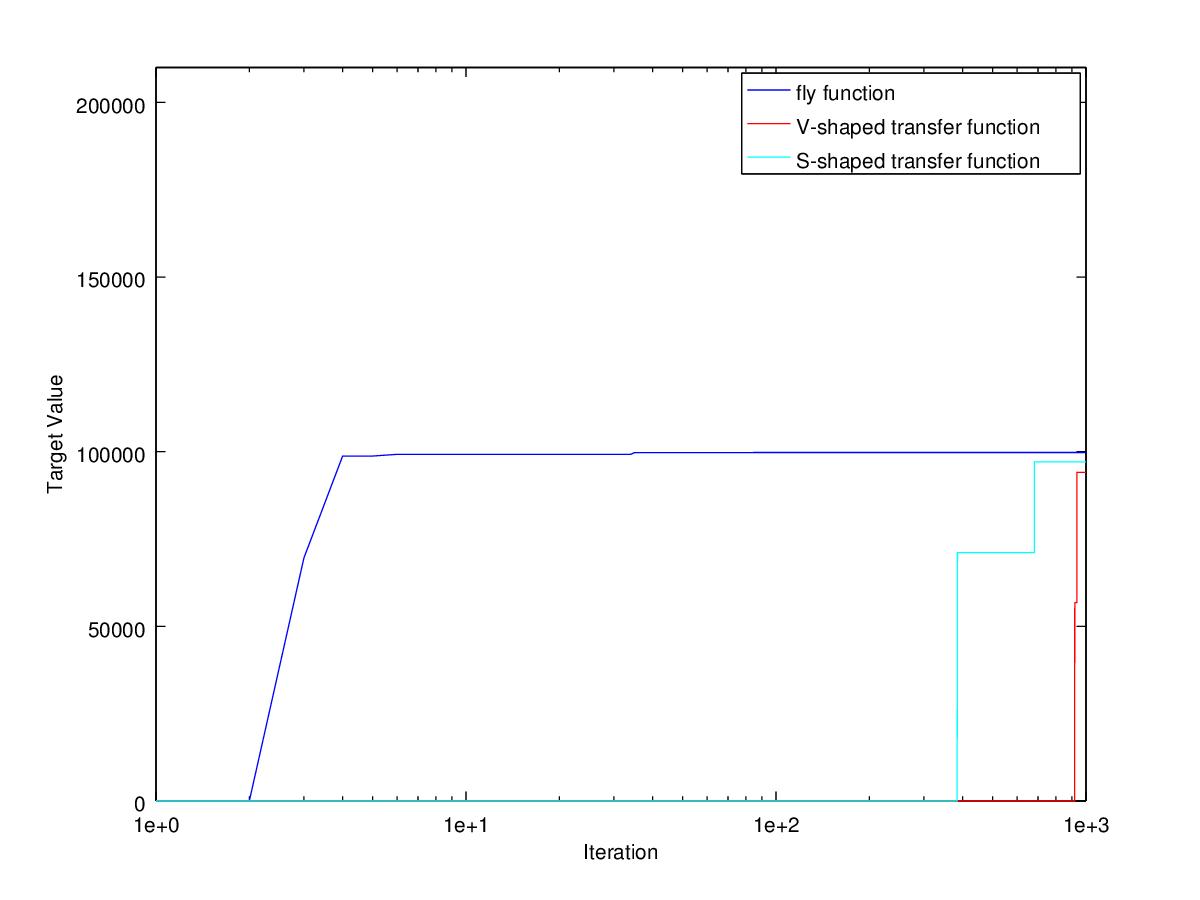 fly function
V-shaped transfer function
S-shaped transfer function
200000
150000
100000
50000
0
Target Value
1e+0 1e+1 1e+2 1e+3
Iteration